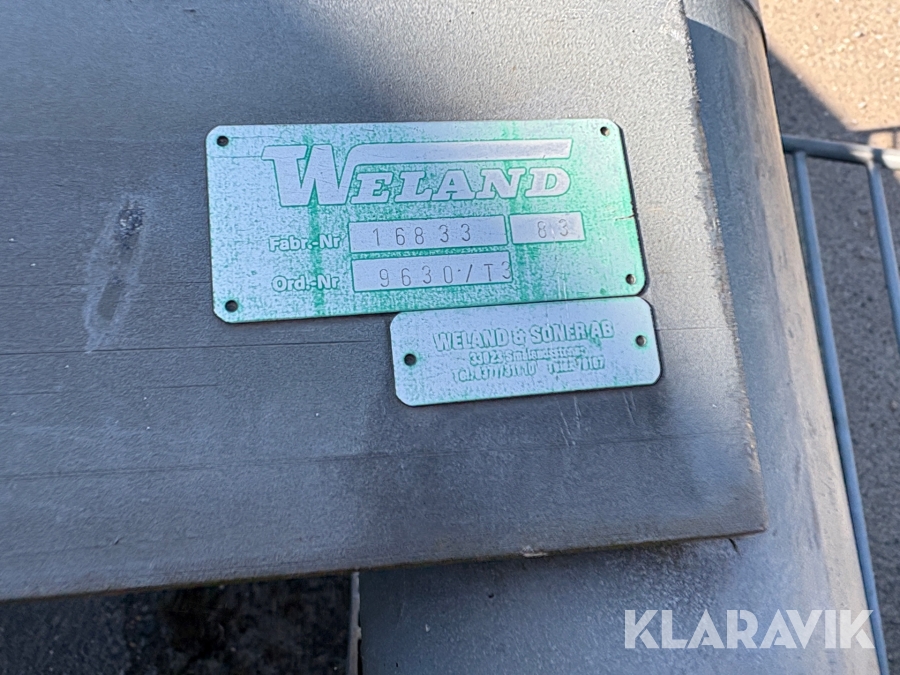 WELAND
Fabr.-Nr 16833 83
Ord.-Nr 9630/T3
WELAND & SÖNER AB
KLARAVIK